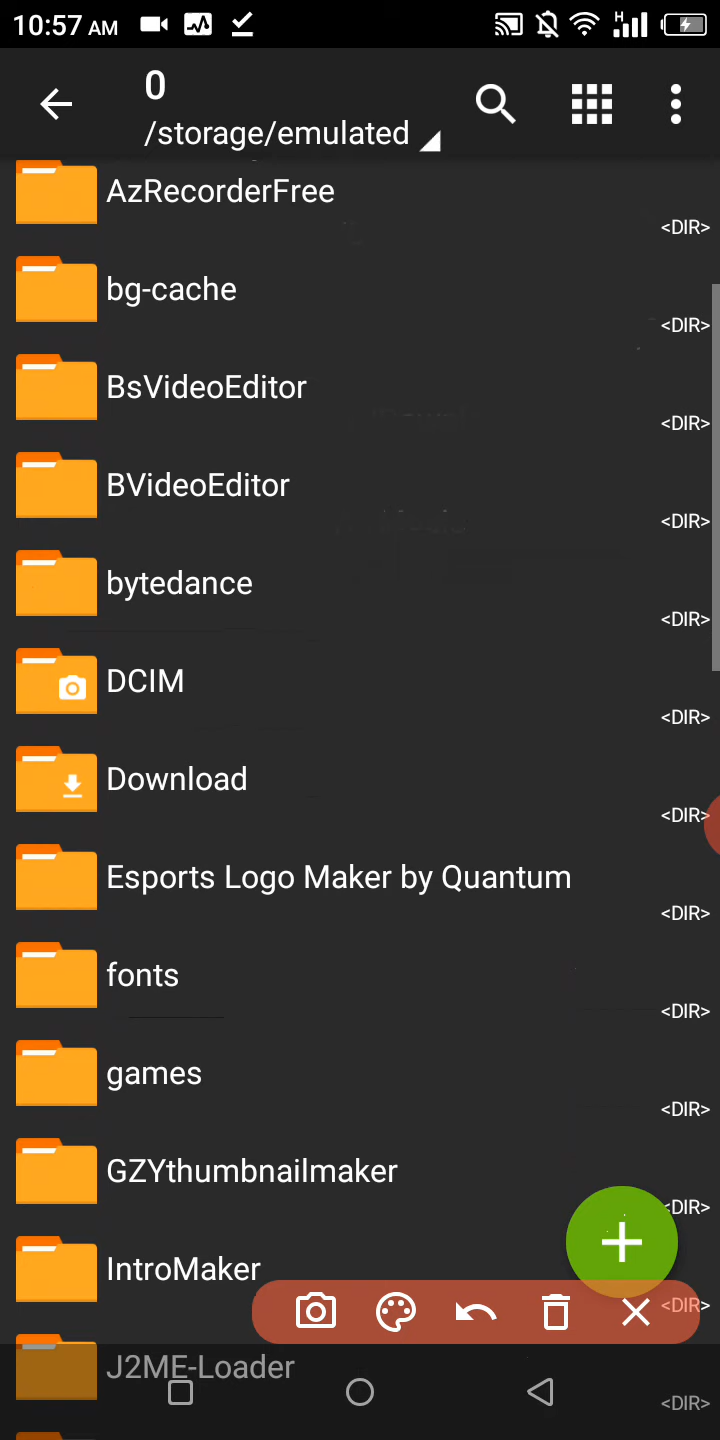 10:57 AM
H
0
/storage/emulated
AzRecorderFree
<DIR>
bg-cache
<DIR>
BsVideoEditor
<DIR>
BVideoEditor
<DIR>
bytedance
<DIR>
DCIM
<DIR>
Download
<DIR>
Esports Logo Maker by Quantum
<DIR>
fonts
<DIR>
games
<DIR>
GZYthumbnailmaker
<DIR>
IntroMaker
<DIR>
J2ME-Loader
<DIR>